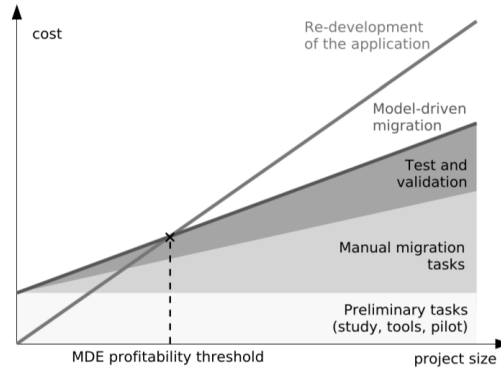 cost
Re-development
of the application
Model-driven
migration
Test and
validation
Manual migration
tasks
Preliminary tasks
(study, tools, pilot)
MDE profitability threshold
project size